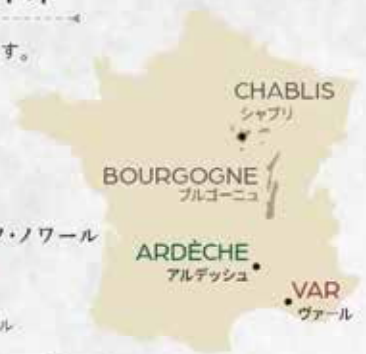 す。
CHABLIS
シャブリ
BOURGOGNE
ブルゴーニュ
ノワール
ARDÈCHE
アルデッシュ
VAR
ヴァール
ル